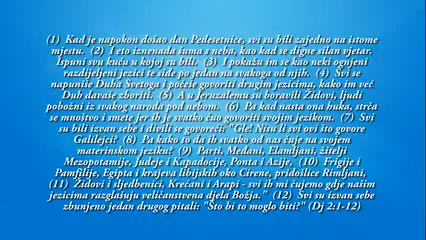 (1)  Kad je napokon došao dan Pedesetnice, svi su bili zajedno na istome
mjestu.  (2)  I eto iznenada šuma s neba, kao kad se digne silan vjetar.
Ispuni svu kuću u kojoj su bili.  (3)  I pokažu im se kao neki ognjeni
razdijeljeni jezici te side po jedan na svakoga od njih.  (4)  Svi se
napuniše Duha Svetoga i počeše govoriti drugim jezicima, kako im već
Duh davaše zboriti.  (5)  A u Jeruzalemu su boravili Židovi, ljudi
pobožni iz svakog naroda pod nebom.  (6)  Pa kad nasta ona huka, strča
se mnoštvo i smete jer ih je svatko čuo govoriti svojim jezikom.  (7)  Svi
su bili izvan sebe i divili se govoreći: "Gle! Nisu li svi ovi što govore
Galilejci?  (8)  Pa kako to da ih svatko od nas čuje na svojem
materinskom jeziku?  (9)  Parti, Međani, Elamljani, žitelji
Mezopotamije, Judeje i Kapadocije, Ponta i Azije,  (10)  Frigije i
Pamfilije, Egipta i krajeva libijskih oko Cirene, pridošlice Rimljani,
(11)  Židovi i sljedbenici, Krećani i Arapi - svi ih mi čujemo gdje našim
jezicima razglašuju veličanstvena djela Božja."  (12)  Svi su izvan sebe
zbunjeno jedan drugog pitali: "Što bi to moglo biti?" (Dj 2:1-12)